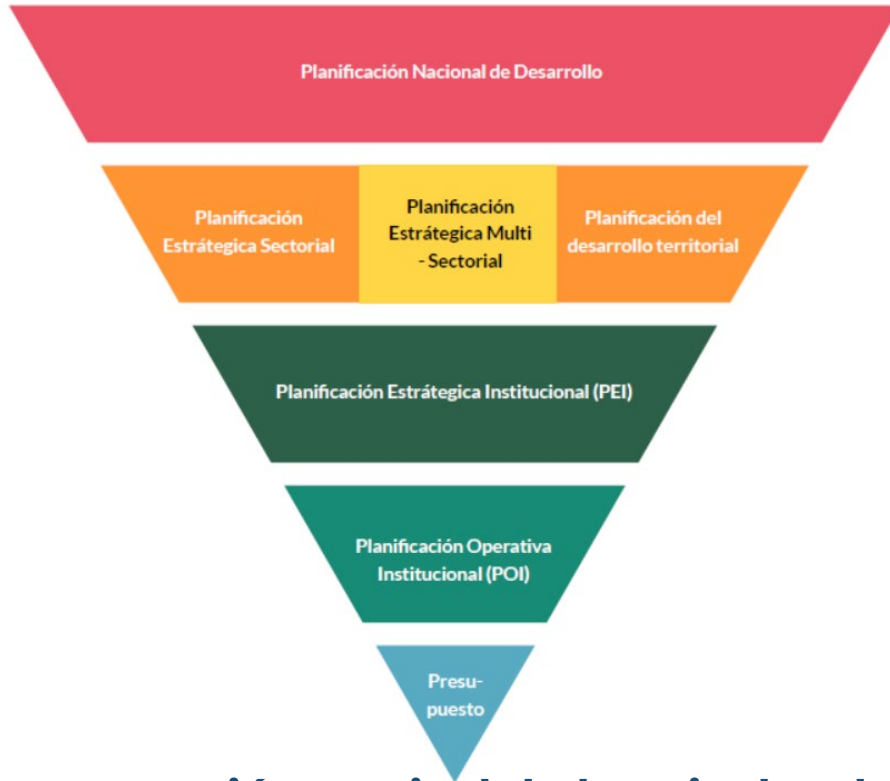 Planificación Nacional de Desarrollo
Planificación
Estrátegica Sectorial
Planificación
Estrátegica Multi
- Sectorial
Planificación del
desarrollo territorial
Planificación Estrátegica Institucional (PEI)
Planificación Operativa
Institucional (POI)
Presu-
puesto